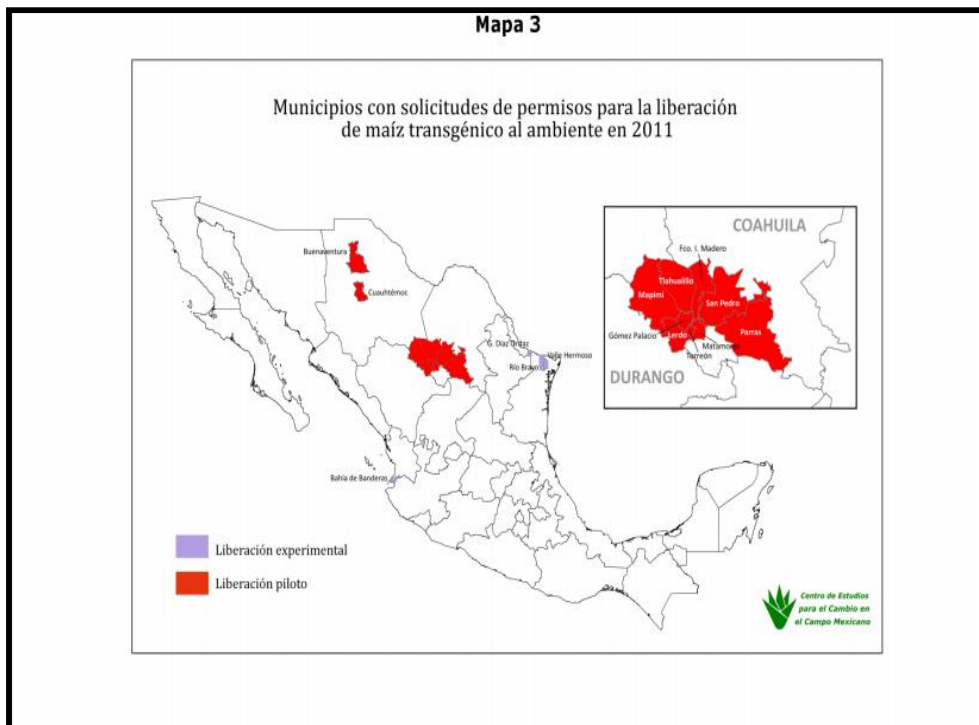 Mapa 3
Municipios con solicitudes de permisos para la liberación
de maíz transgénico al ambiente en 2011
Buenaventura
Cuauhtémoc
G. Díaz Ordaz
Valle Hermoso
Río Bravo
Bahía de Banderas
COAHUILA
Fco. I. Madero
Tlahualilo
Mapimí
San Pedro
Gómez Palacio
Lerdo
Parras
Matamoros
Torreón
DURANGO
Liberación experimental
Liberación piloto
Centro de Estudios
para el Cambio en
el Campo Mexicano